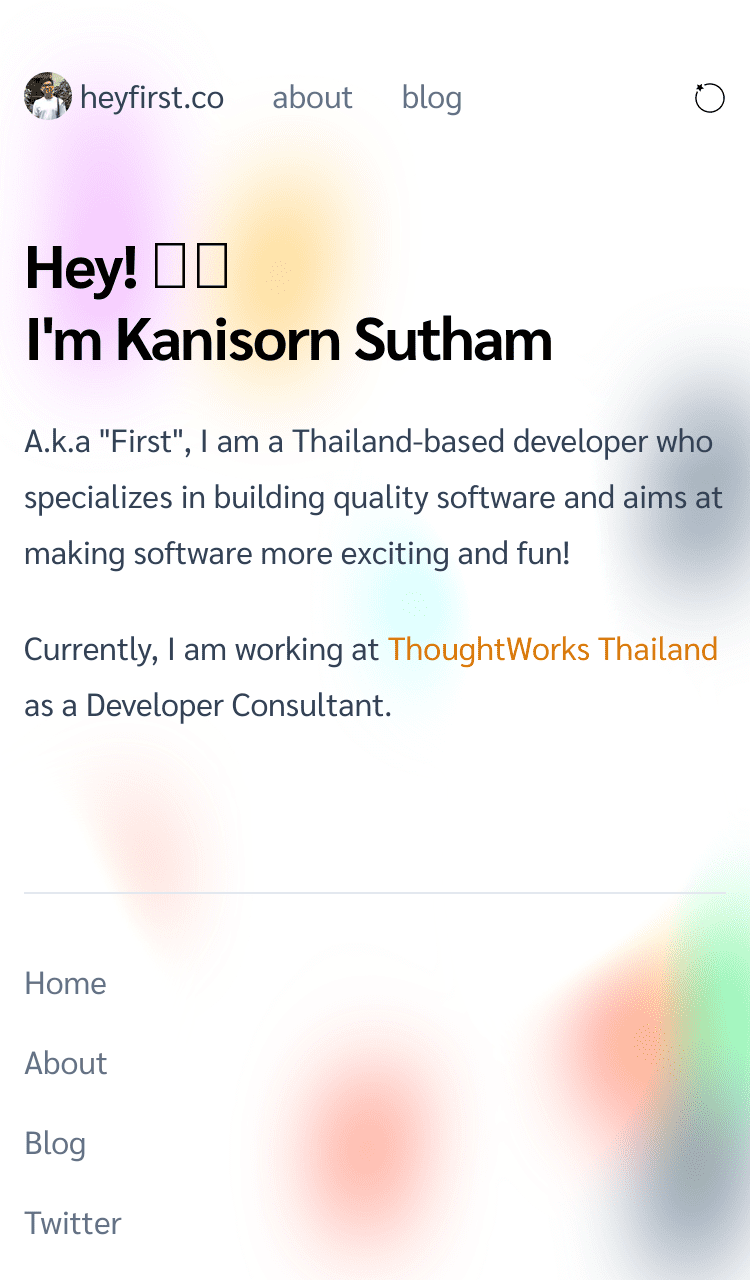 heyfirst.co about blog
Hey!
I'm Kanisorn Sutham
A.k.a "First", I am a Thailand-based developer who
specializes in building quality software and aims at
making software more exciting and fun!
Currently, I am working at ThoughtWorks Thailand
as a Developer Consultant.
Home
About
Blog
Twitter